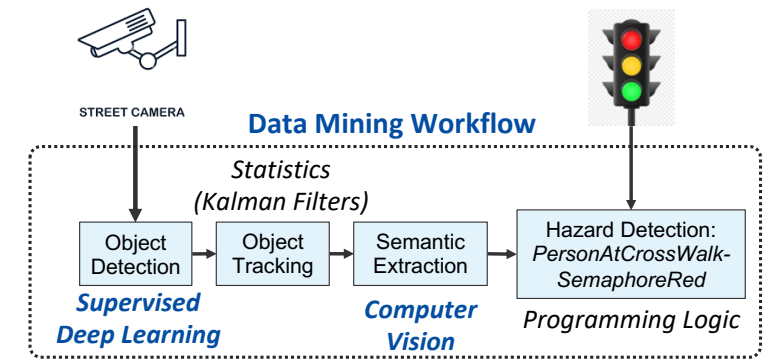 STREET CAMERA
Data Mining Workflow
Statistics
(Kalman Filters)
Object
Detection
Object
Tracking
Semantic
Extraction
Hazard Detection:
PersonAtCrossWalk-
SemaphoreRed
Supervised
Deep Learning
Computer
Vision
Programming Logic